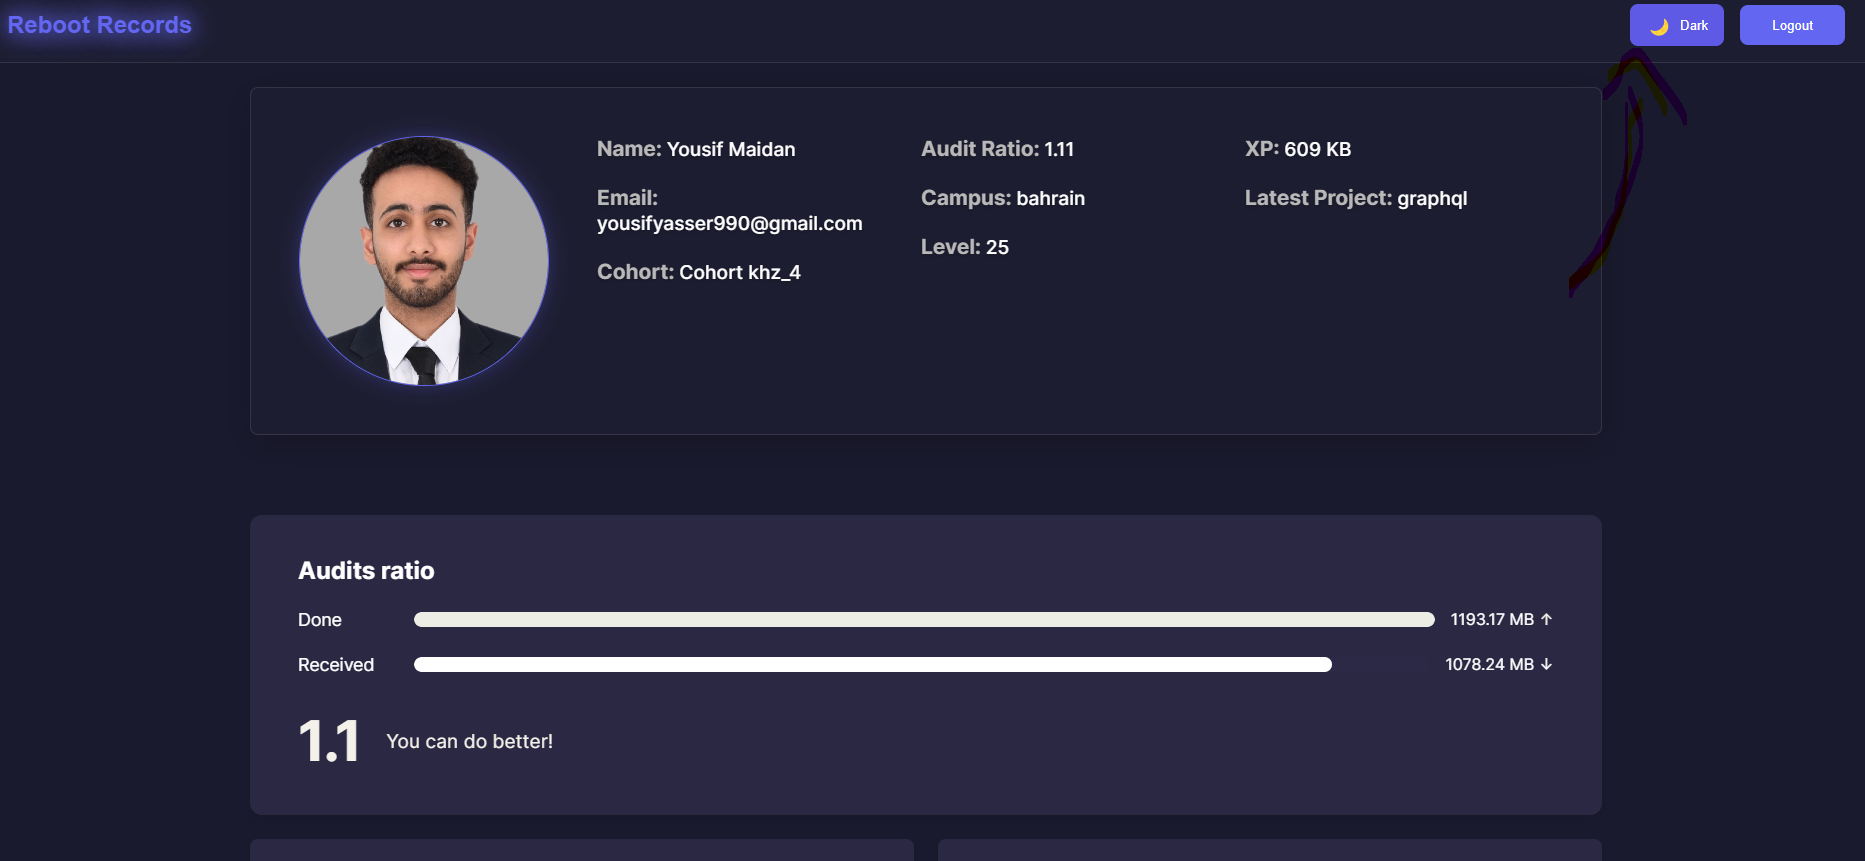 Reboot Records
Dark
Logout
Name: Yousif Maidan
Email:
yousifyasser990@gmail.com
Cohort: Cohort khz_4
Audit Ratio: 1.11
Campus: bahrain
Level: 25
XP: 609 KB
Latest Project: graphql
Audits ratio
Done 1193.17 MB ↑
Received 1078.24 MB ↓
1.1 You can do better!